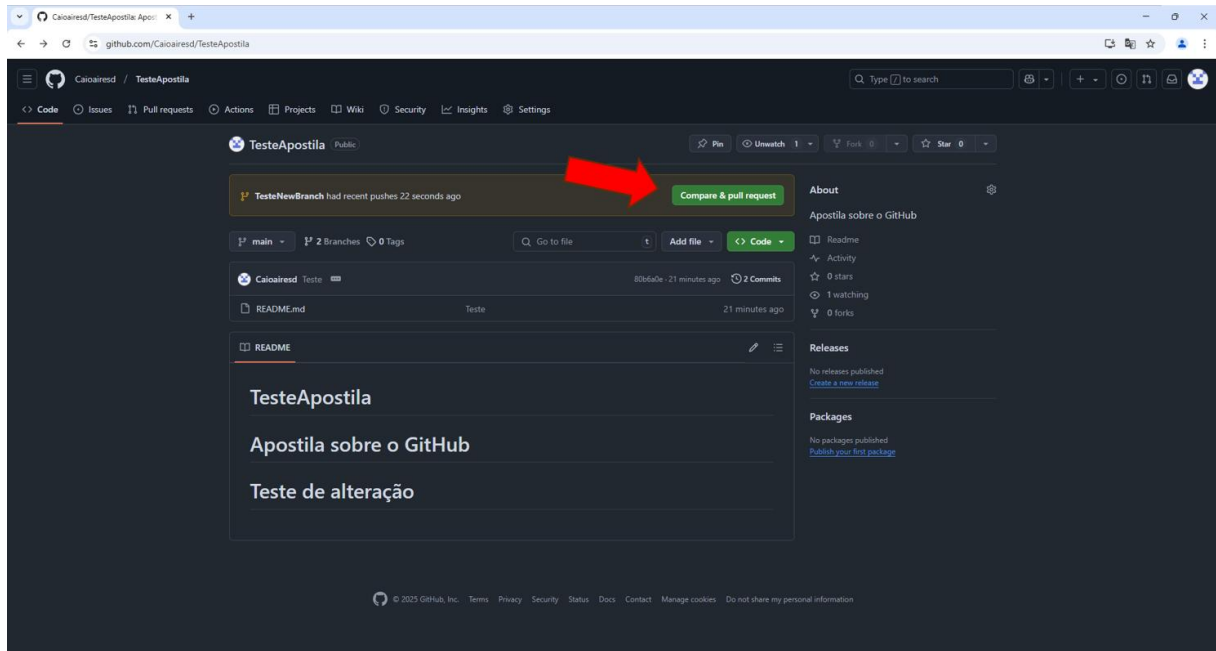 Caioairesd/TesteApostila: Apost
github.com/Caioairesd/TesteApostila
Caioairesd / TesteApostila
Type / to search
Code Issues Pull requests Actions Projects Wiki Security Insights Settings
TesteApostila Public
Pin Unwatch 1 Fork 0 Star 0
TesteNewBranch had recent pushes 22 seconds ago Compare & pull request
main 2 Branches 0 Tags Go to file t Add file Code
Caioairesd Teste 80b6a0e · 21 minutes ago 2 Commits
README.md Teste 21 minutes ago
README
TesteApostila
Apostila sobre o GitHub
Teste de alteração
About
Apostila sobre o GitHub
Readme
Activity
0 stars
1 watching
0 forks
Releases
No releases published
Create a new release
Packages
No packages published
Publish your first package
© 2025 GitHub, Inc. Terms Privacy Security Status Docs Contact Manage cookies Do not share my personal information